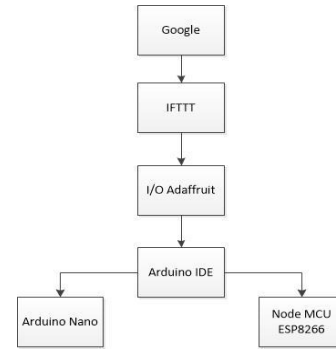 Google
IFTTT
I/O Adaffruit
Arduino IDE
Arduino Nano
Node MCU
ESP8266